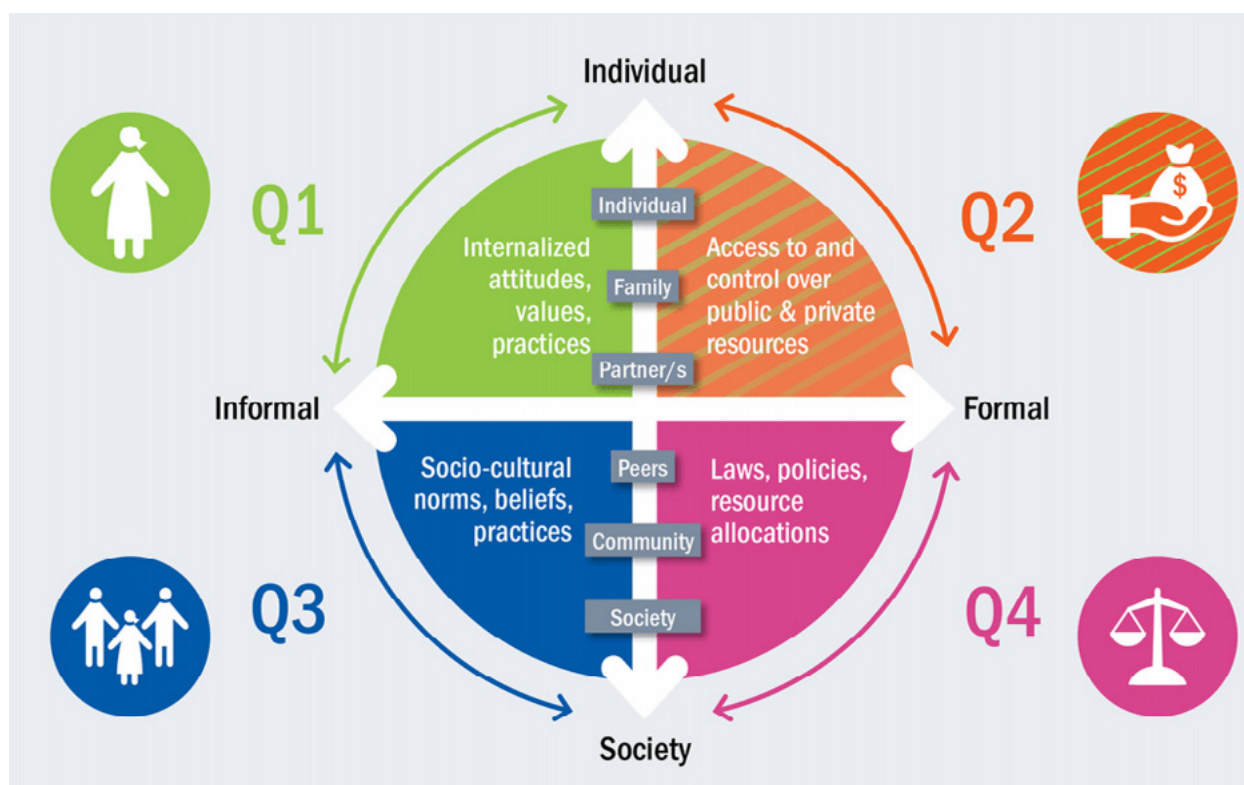 Individual
Q1
Q2
$
Individual
Internalized
attitudes,
values,
practices
Family
Access to and
control over
public & private
resources
Partner/s
Informal
Formal
Socio-cultural
norms, beliefs,
practices
Peers
Community
Society
Laws, policies,
resource
allocations
Q3
Q4
Society